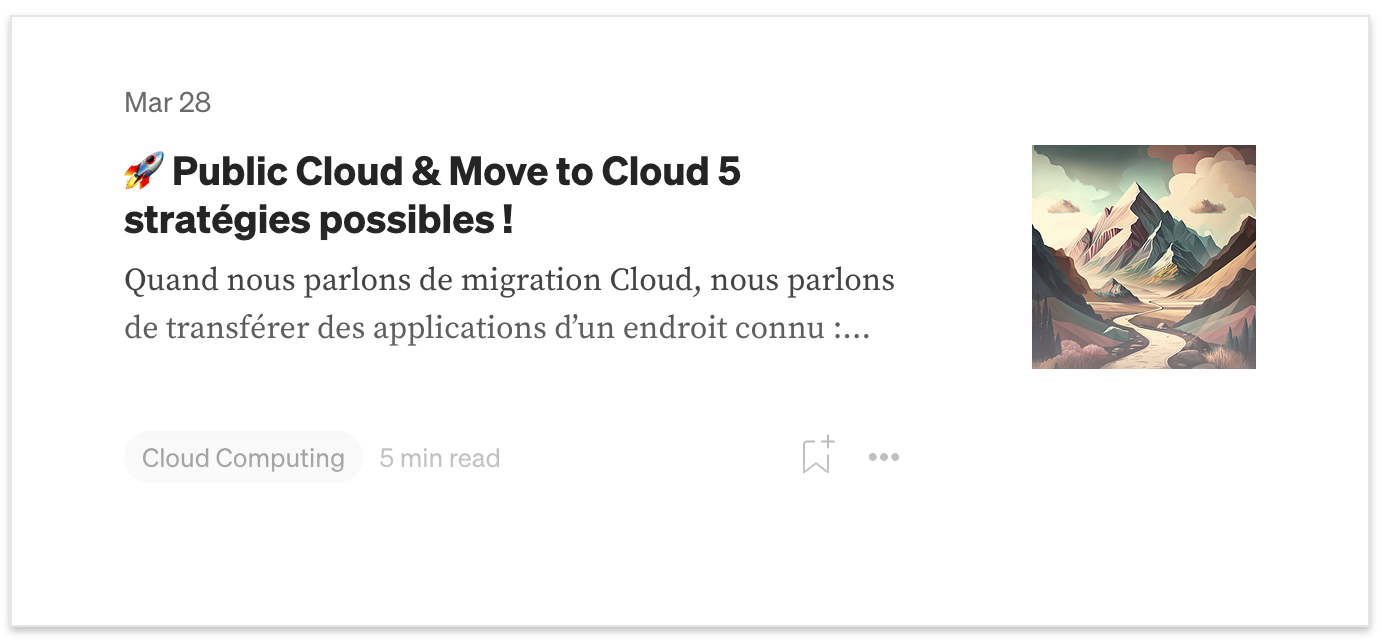 Mar 28
🚀 Public Cloud & Move to Cloud 5
stratégies possibles !
Quand nous parlons de migration Cloud, nous parlons
de transférer des applications d’un endroit connu :…
Cloud Computing 5 min read